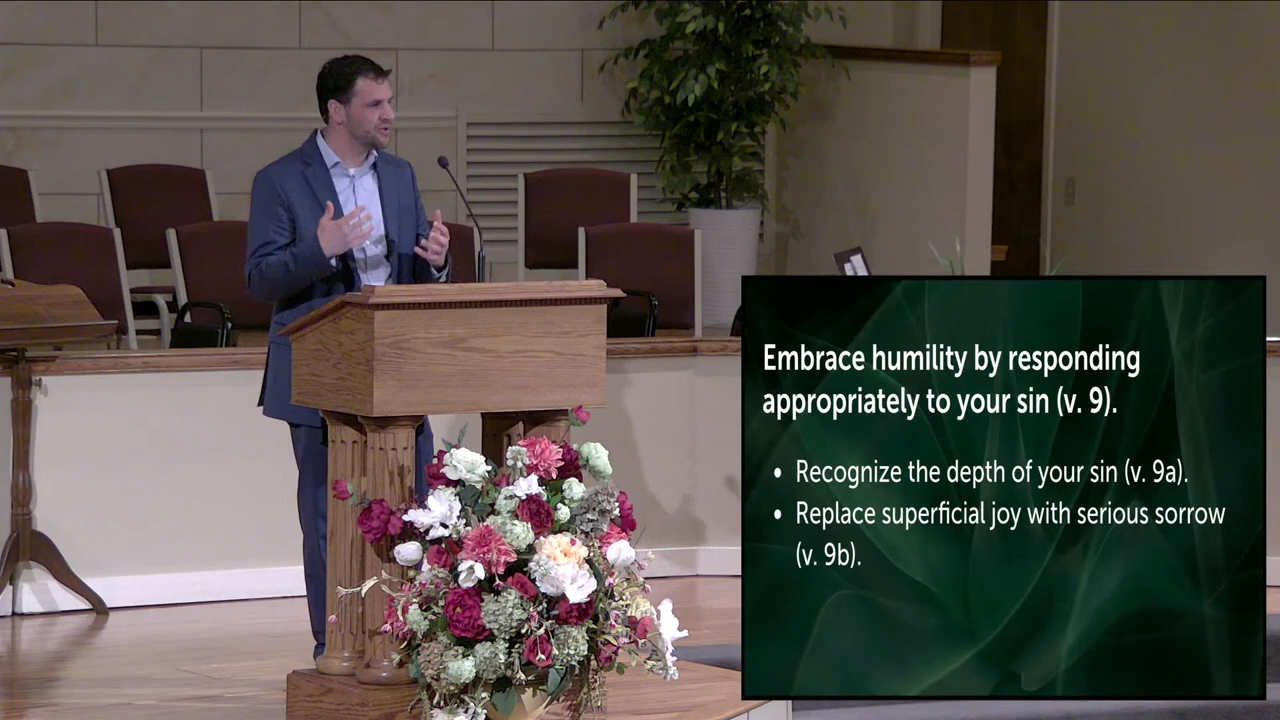 Embrace humility by responding
appropriately to your sin (v. 9).
• Recognize the depth of your sin (v. 9a).
• Replace superficial joy with serious sorrow
(v. 9b).